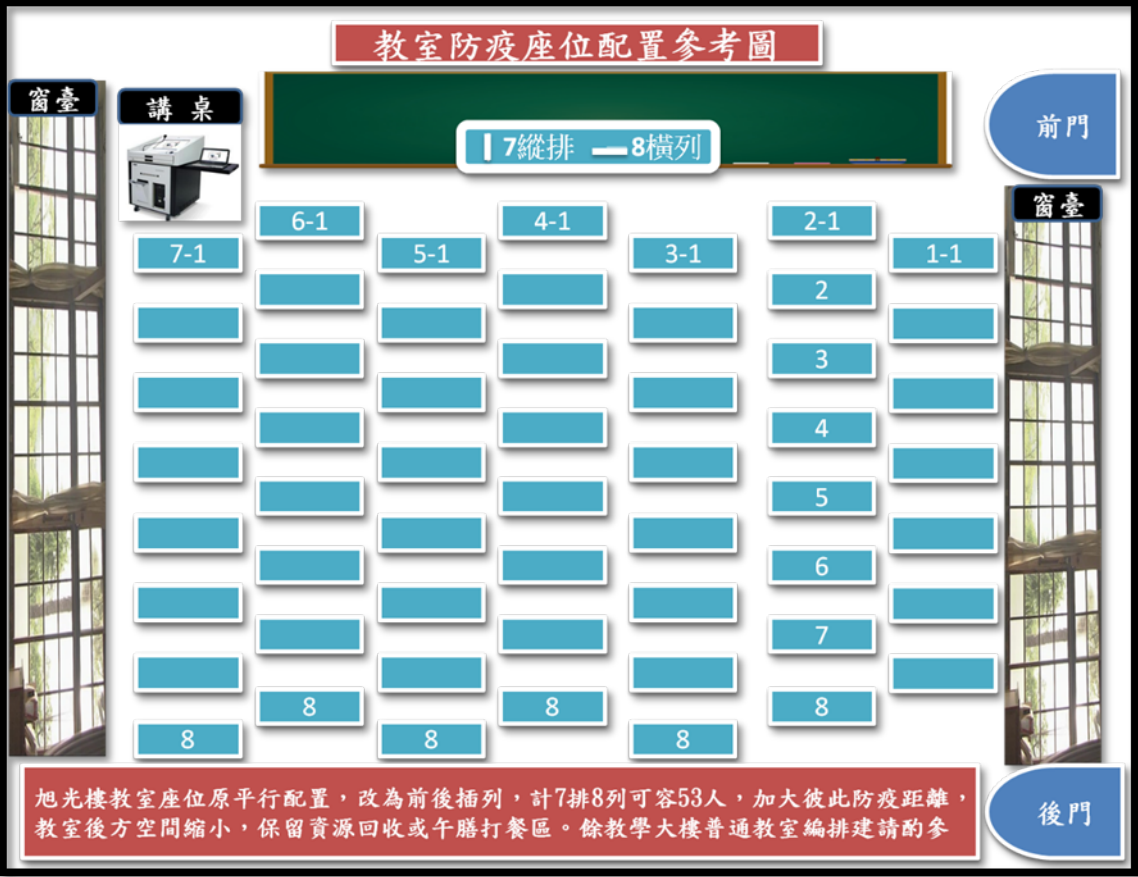 教室防疫座位配置參考圖
窗臺
講桌
7縱排 8橫列
前門
窗臺
6-1 4-1 2-1
7-1 5-1 3-1 1-1
2
3
4
5
6
7
8 8 8
8 8 8
旭光樓教室座位原平行配置，改為前後插列，計7排8列可容53人，加大彼此防疫距離，
教室後方空間縮小，保留資源回收或午膳打餐區。餘教學大樓普通教室編排建請酌參
後門